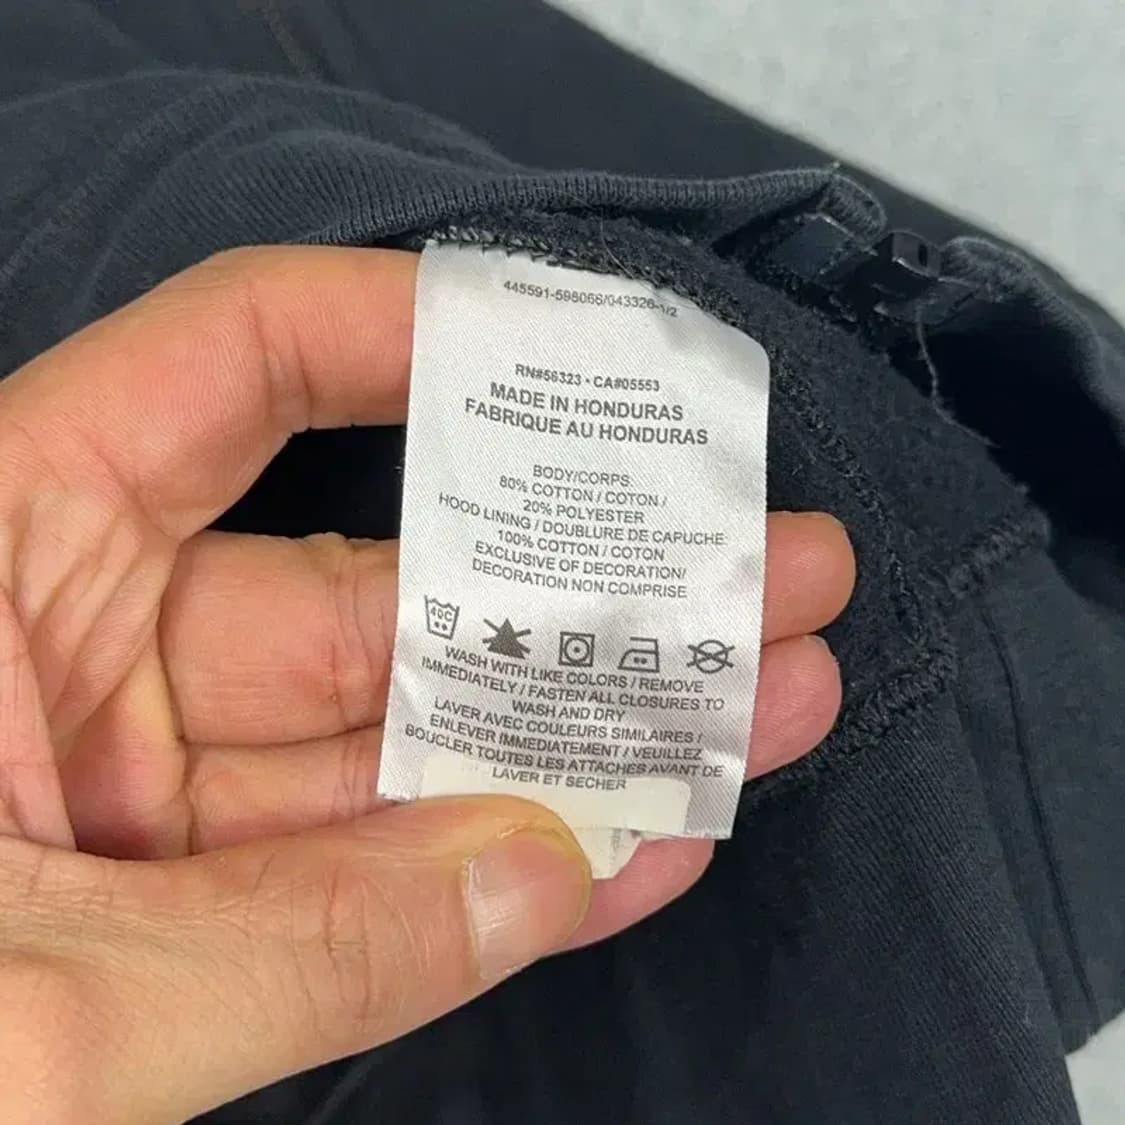 445591-598066/043326-1/2
RN#56323 • CA#05553
MADE IN HONDURAS
FABRIQUE AU HONDURAS
BODY/CORPS:
80% COTTON / COTON /
20% POLYESTER
HOOD LINING / DOUBLURE DE CAPUCHE:
100% COTTON / COTON
EXCLUSIVE OF DECORATION/
DECORATION NON COMPRISE
40C
WASH WITH LIKE COLORS / REMOVE
IMMEDIATELY / FASTEN ALL CLOSURES TO
WASH AND DRY
LAVER AVEC COULEURS SIMILAIRES /
ENLEVER IMMEDIATEMENT / VEUILLEZ
BOUCLER TOUTES LES ATTACHES AVANT DE
LAVER ET SECHER